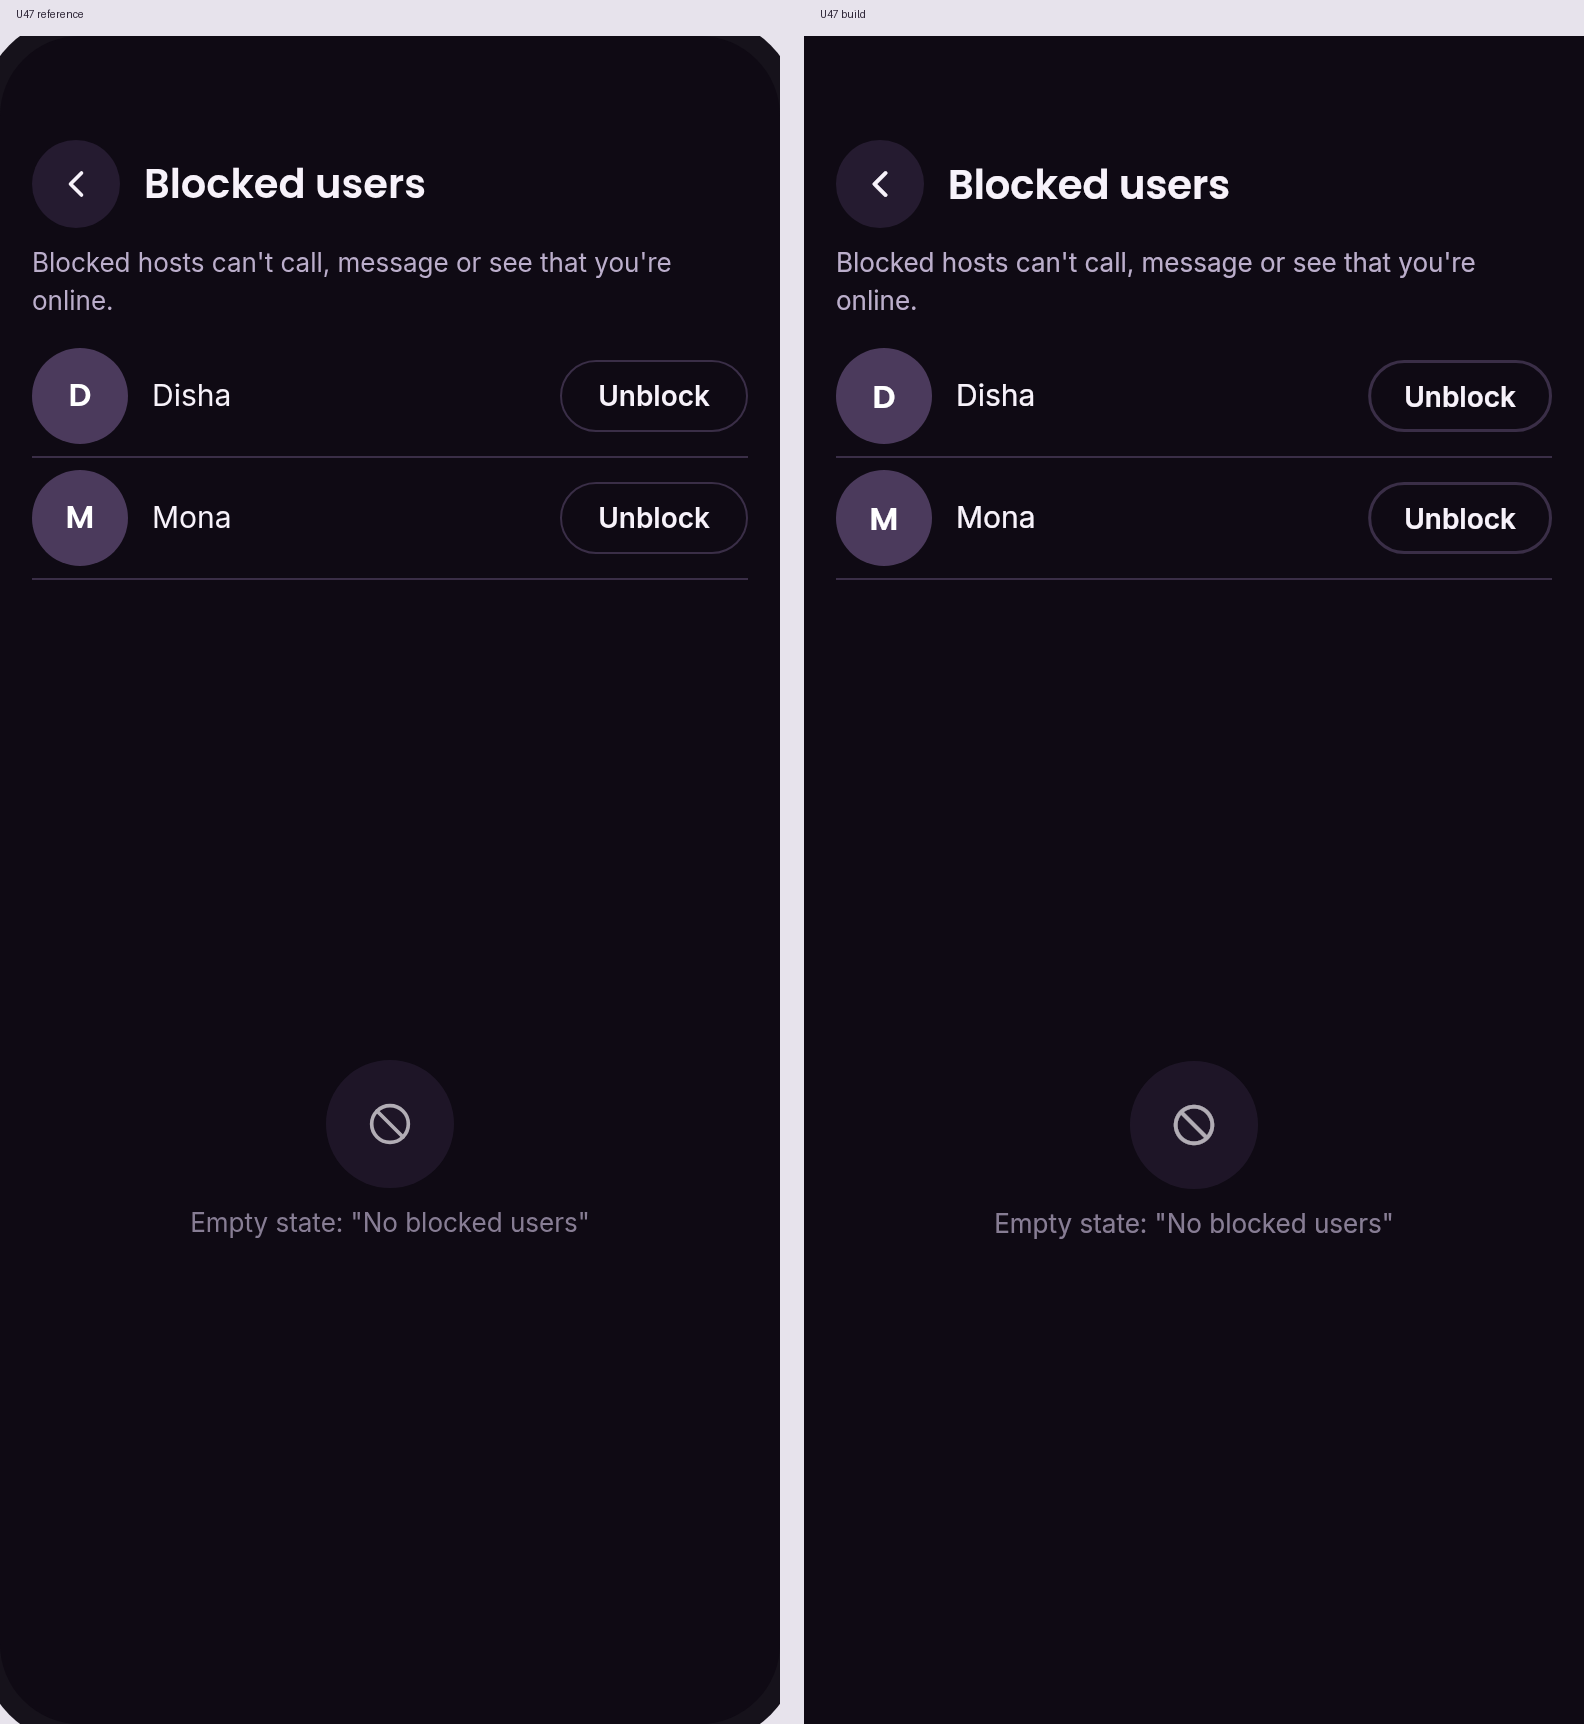 U47 reference
Blocked users
Blocked hosts can't call, message or see that you're
online.
D
Disha
Unblock
M
Mona
Unblock
Empty state: "No blocked users"
U47 build
Blocked users
Blocked hosts can't call, message or see that you're
online.
D
Disha
Unblock
M
Mona
Unblock
Empty state: "No blocked users"